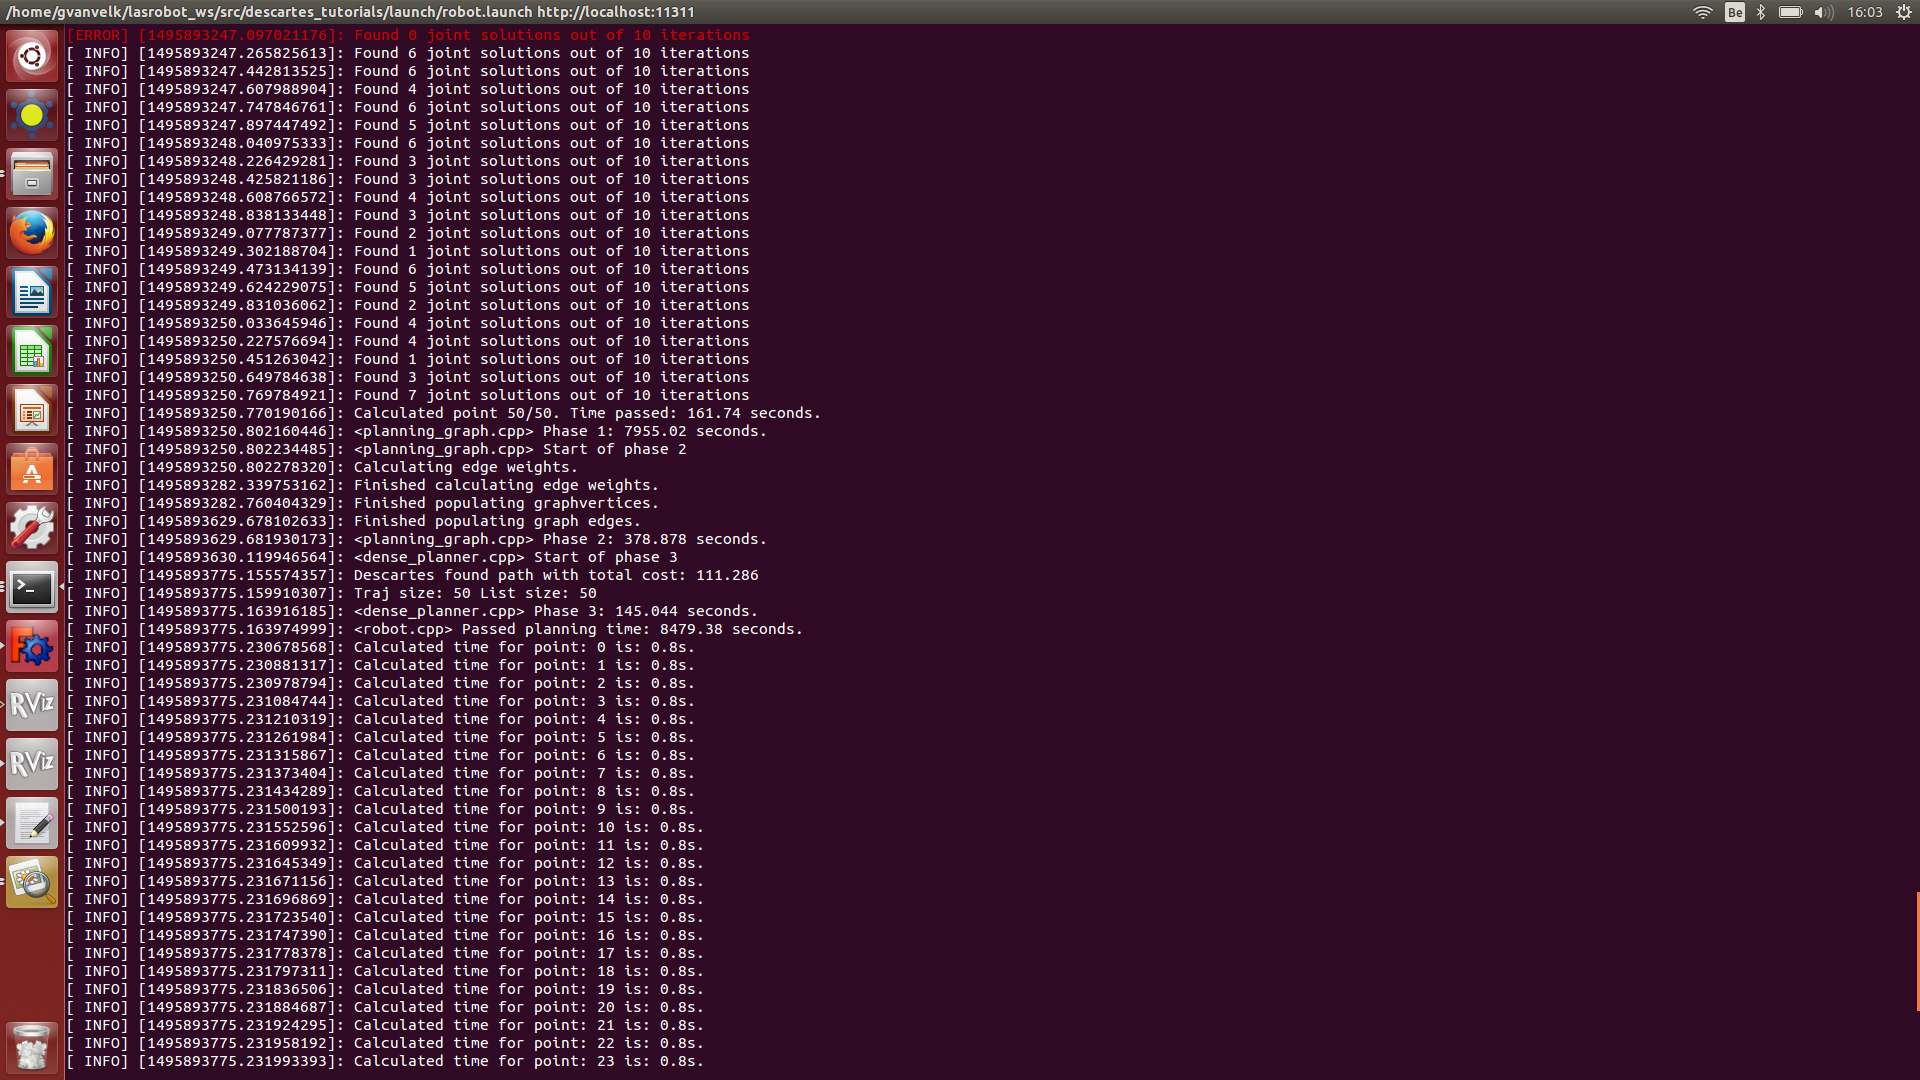 /home/gvanvelk/lasrobot_ws/src/descartes_tutorials/launch/robot.launch http://localhost:11311
Be
16:03
[ERROR] [1495893247.097021176]: Found 0 joint solutions out of 10 iterations
[ INFO] [1495893247.265825613]: Found 6 joint solutions out of 10 iterations
[ INFO] [1495893247.442813525]: Found 6 joint solutions out of 10 iterations
[ INFO] [1495893247.607988904]: Found 4 joint solutions out of 10 iterations
[ INFO] [1495893247.747846761]: Found 6 joint solutions out of 10 iterations
[ INFO] [1495893247.897447492]: Found 5 joint solutions out of 10 iterations
[ INFO] [1495893248.040975333]: Found 6 joint solutions out of 10 iterations
[ INFO] [1495893248.226429281]: Found 3 joint solutions out of 10 iterations
[ INFO] [1495893248.425821186]: Found 3 joint solutions out of 10 iterations
[ INFO] [1495893248.608766572]: Found 4 joint solutions out of 10 iterations
[ INFO] [1495893248.838133448]: Found 3 joint solutions out of 10 iterations
[ INFO] [1495893249.077787377]: Found 2 joint solutions out of 10 iterations
[ INFO] [1495893249.302188704]: Found 1 joint solutions out of 10 iterations
[ INFO] [1495893249.473134139]: Found 6 joint solutions out of 10 iterations
[ INFO] [1495893249.624229075]: Found 5 joint solutions out of 10 iterations
[ INFO] [1495893249.831036062]: Found 2 joint solutions out of 10 iterations
[ INFO] [1495893250.033645946]: Found 4 joint solutions out of 10 iterations
[ INFO] [1495893250.227576694]: Found 4 joint solutions out of 10 iterations
[ INFO] [1495893250.451263042]: Found 1 joint solutions out of 10 iterations
[ INFO] [1495893250.649784638]: Found 3 joint solutions out of 10 iterations
[ INFO] [1495893250.769784921]: Found 7 joint solutions out of 10 iterations
[ INFO] [1495893250.770190166]: Calculated point 50/50. Time passed: 161.74 seconds.
[ INFO] [1495893250.802160446]: <planning_graph.cpp> Phase 1: 7955.02 seconds.
[ INFO] [1495893250.802234485]: <planning_graph.cpp> Start of phase 2
[ INFO] [1495893250.802278320]: Calculating edge weights.
[ INFO] [1495893282.339753162]: Finished calculating edge weights.
[ INFO] [1495893282.760404329]: Finished populating graphvertices.
[ INFO] [1495893629.678102633]: Finished populating graph edges.
[ INFO] [1495893629.681930173]: <planning_graph.cpp> Phase 2: 378.878 seconds.
[ INFO] [1495893630.119946564]: <dense_planner.cpp> Start of phase 3
[ INFO] [1495893775.155574357]: Descartes found path with total cost: 111.286
[ INFO] [1495893775.159910307]: Traj size: 50 List size: 50
[ INFO] [1495893775.163916185]: <dense_planner.cpp> Phase 3: 145.044 seconds.
[ INFO] [1495893775.163974999]: <robot.cpp> Passed planning time: 8479.38 seconds.
[ INFO] [1495893775.230678568]: Calculated time for point: 0 is: 0.8s.
[ INFO] [1495893775.230881317]: Calculated time for point: 1 is: 0.8s.
[ INFO] [1495893775.230978794]: Calculated time for point: 2 is: 0.8s.
[ INFO] [1495893775.231084744]: Calculated time for point: 3 is: 0.8s.
[ INFO] [1495893775.231210319]: Calculated time for point: 4 is: 0.8s.
[ INFO] [1495893775.231261984]: Calculated time for point: 5 is: 0.8s.
[ INFO] [1495893775.231315867]: Calculated time for point: 6 is: 0.8s.
[ INFO] [1495893775.231373404]: Calculated time for point: 7 is: 0.8s.
[ INFO] [1495893775.231434289]: Calculated time for point: 8 is: 0.8s.
[ INFO] [1495893775.231500193]: Calculated time for point: 9 is: 0.8s.
[ INFO] [1495893775.231552596]: Calculated time for point: 10 is: 0.8s.
[ INFO] [1495893775.231609932]: Calculated time for point: 11 is: 0.8s.
[ INFO] [1495893775.231645349]: Calculated time for point: 12 is: 0.8s.
[ INFO] [1495893775.231671156]: Calculated time for point: 13 is: 0.8s.
[ INFO] [1495893775.231696869]: Calculated time for point: 14 is: 0.8s.
[ INFO] [1495893775.231723540]: Calculated time for point: 15 is: 0.8s.
[ INFO] [1495893775.231747390]: Calculated time for point: 16 is: 0.8s.
[ INFO] [1495893775.231778378]: Calculated time for point: 17 is: 0.8s.
[ INFO] [1495893775.231797311]: Calculated time for point: 18 is: 0.8s.
[ INFO] [1495893775.231836506]: Calculated time for point: 19 is: 0.8s.
[ INFO] [1495893775.231884687]: Calculated time for point: 20 is: 0.8s.
[ INFO] [1495893775.231924295]: Calculated time for point: 21 is: 0.8s.
[ INFO] [1495893775.231958192]: Calculated time for point: 22 is: 0.8s.
[ INFO] [1495893775.231993393]: Calculated time for point: 23 is: 0.8s.
RViz
RViz